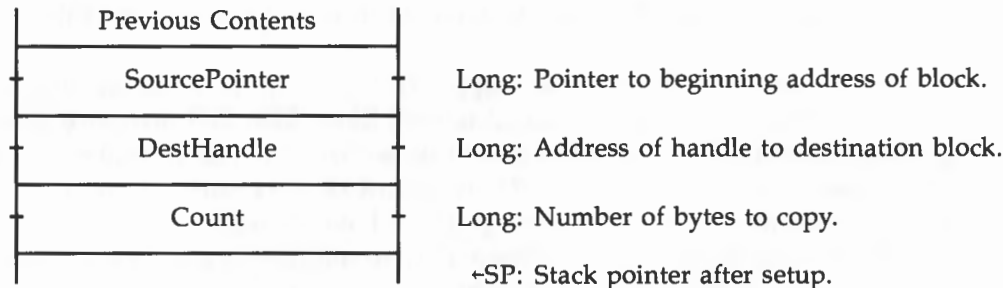 Previous Contents
SourcePointer Long: Pointer to beginning address of block.
DestHandle Long: Address of handle to destination block.
Count Long: Number of bytes to copy.
←SP: Stack pointer after setup.